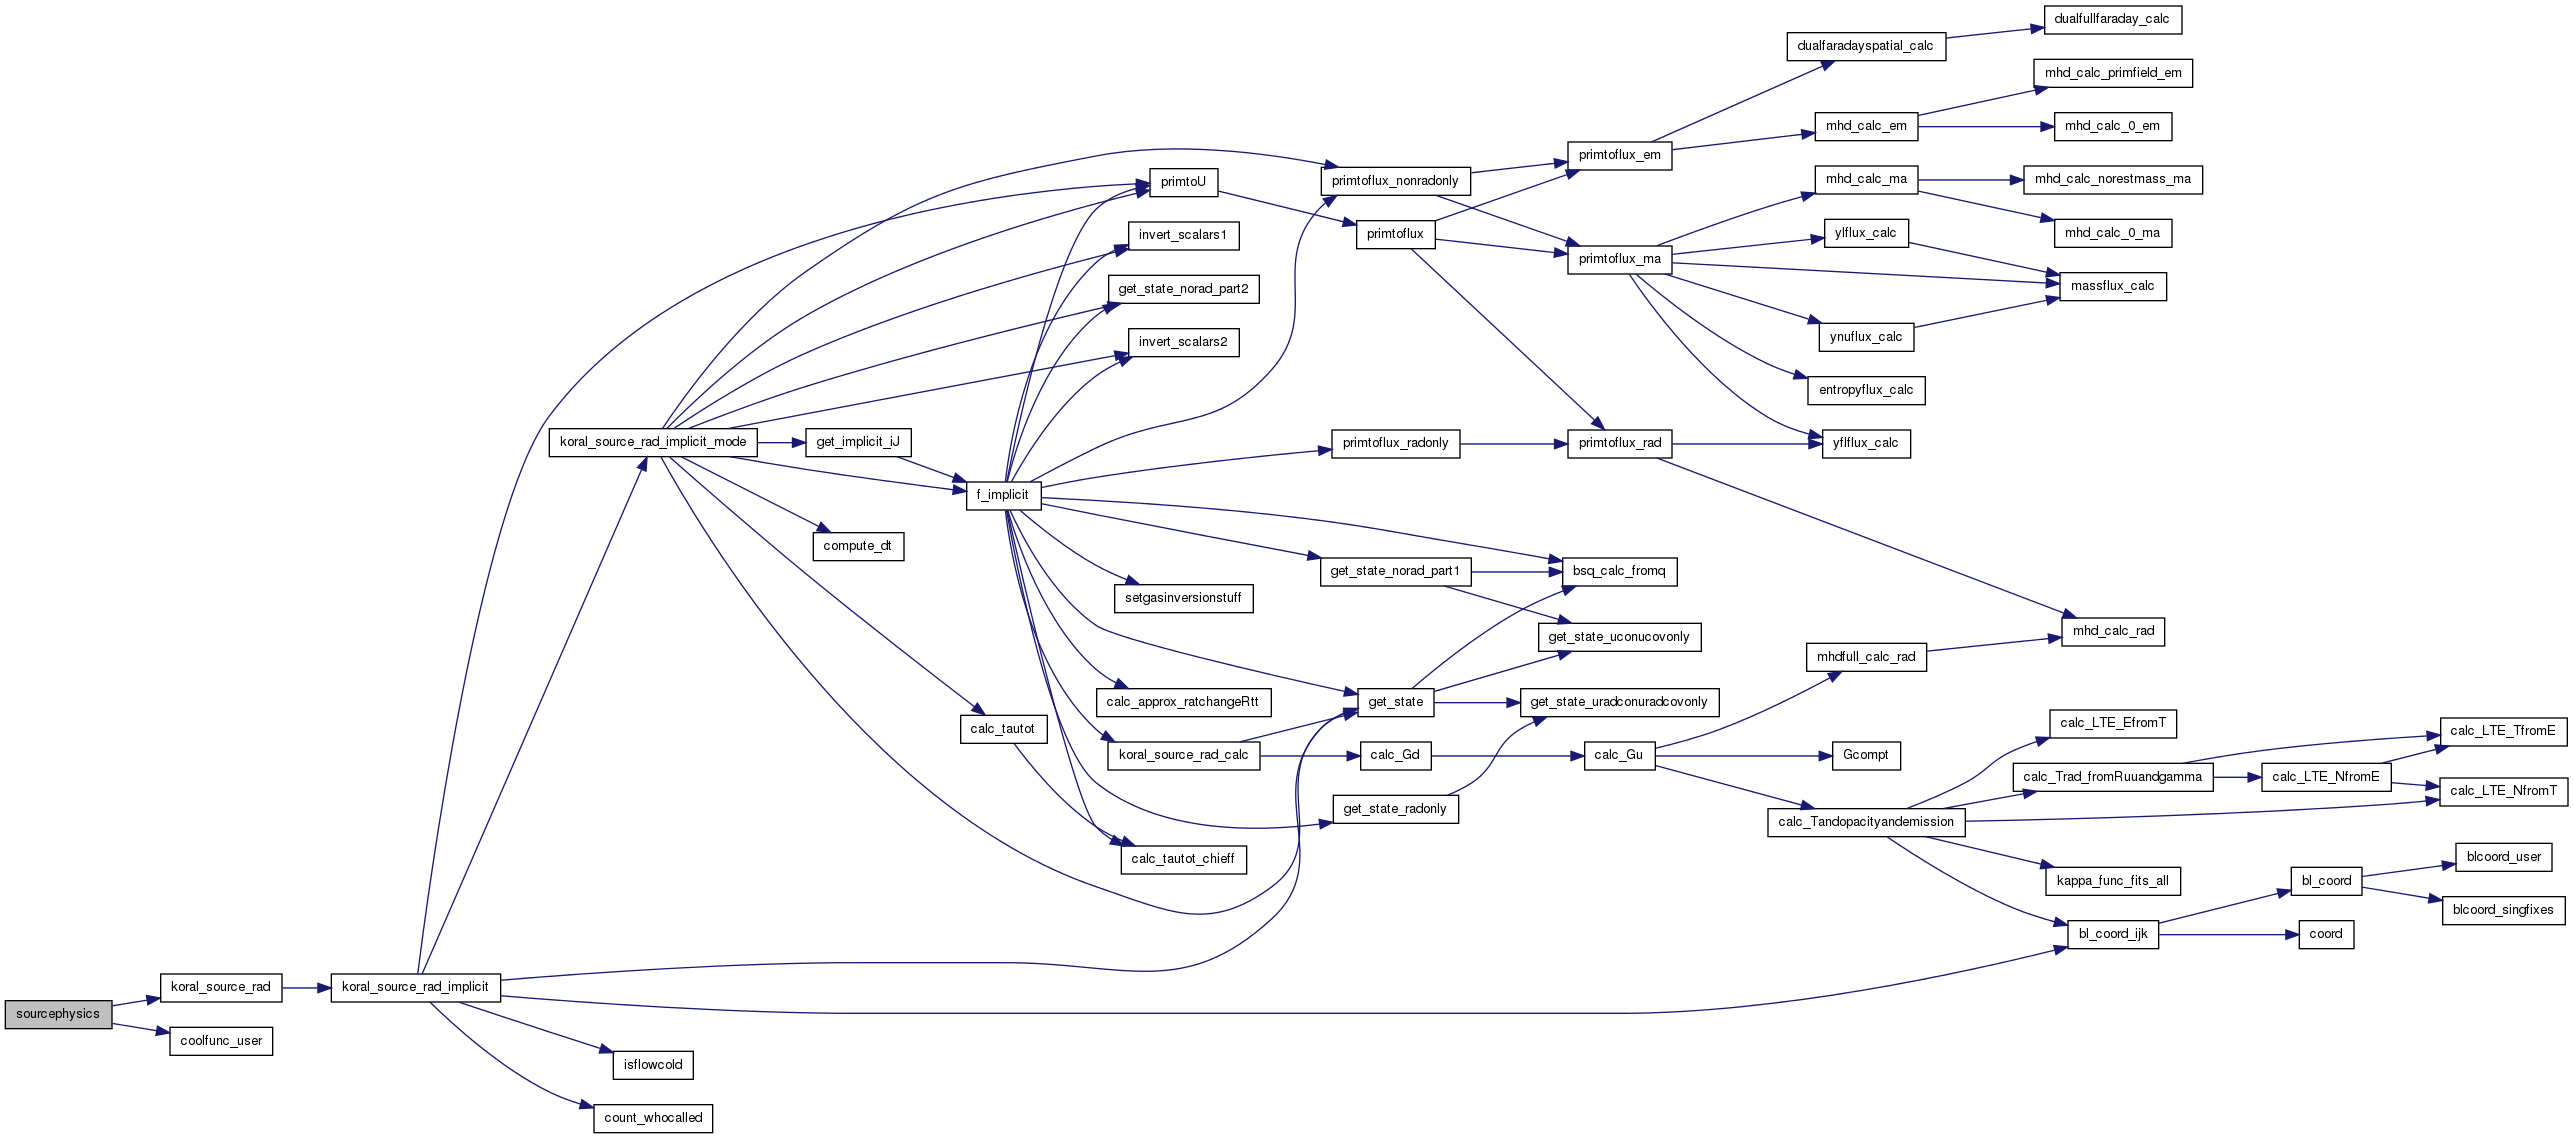 dualfullfaraday_calc
dualfaradayspatial_calc
mhd_calc_primfield_em
mhd_calc_em
mhd_calc_0_em
primtoflux_em
primtoU
primtoflux_nonradonly
mhd_calc_ma
mhd_calc_norestmass_ma
invert_scalars1
primtoflux
ylflux_calc
mhd_calc_0_ma
primtoflux_ma
get_state_norad_part2
massflux_calc
invert_scalars2
ynuflux_calc
entropyflux_calc
koral_source_rad_implicit_mode
get_implicit_iJ
primtoflux_radonly
primtoflux_rad
yflflux_calc
f_implicit
compute_dt
get_state_norad_part1
bsq_calc_fromq
setgasinversionstuff
get_state_uconucovonly
mhd_calc_rad
mhdfull_calc_rad
calc_approx_ratchangeRtt
get_state
get_state_uradconuradcovonly
calc_tautot
calc_LTE_EfromT
calc_LTE_TfromE
koral_source_rad_calc
calc_Gd
calc_Gu
Gcompt
calc_Trad_fromRuuandgamma
calc_LTE_NfromE
calc_LTE_NfromT
get_state_radonly
calc_Tandopacityandemission
calc_tautot_chieff
kappa_func_fits_all
bl_coord
blcoord_user
blcoord_singfixes
bl_coord_ijk
coord
koral_source_rad
koral_source_rad_implicit
sourcephysics
coolfunc_user
isflowcold
count_whocalled